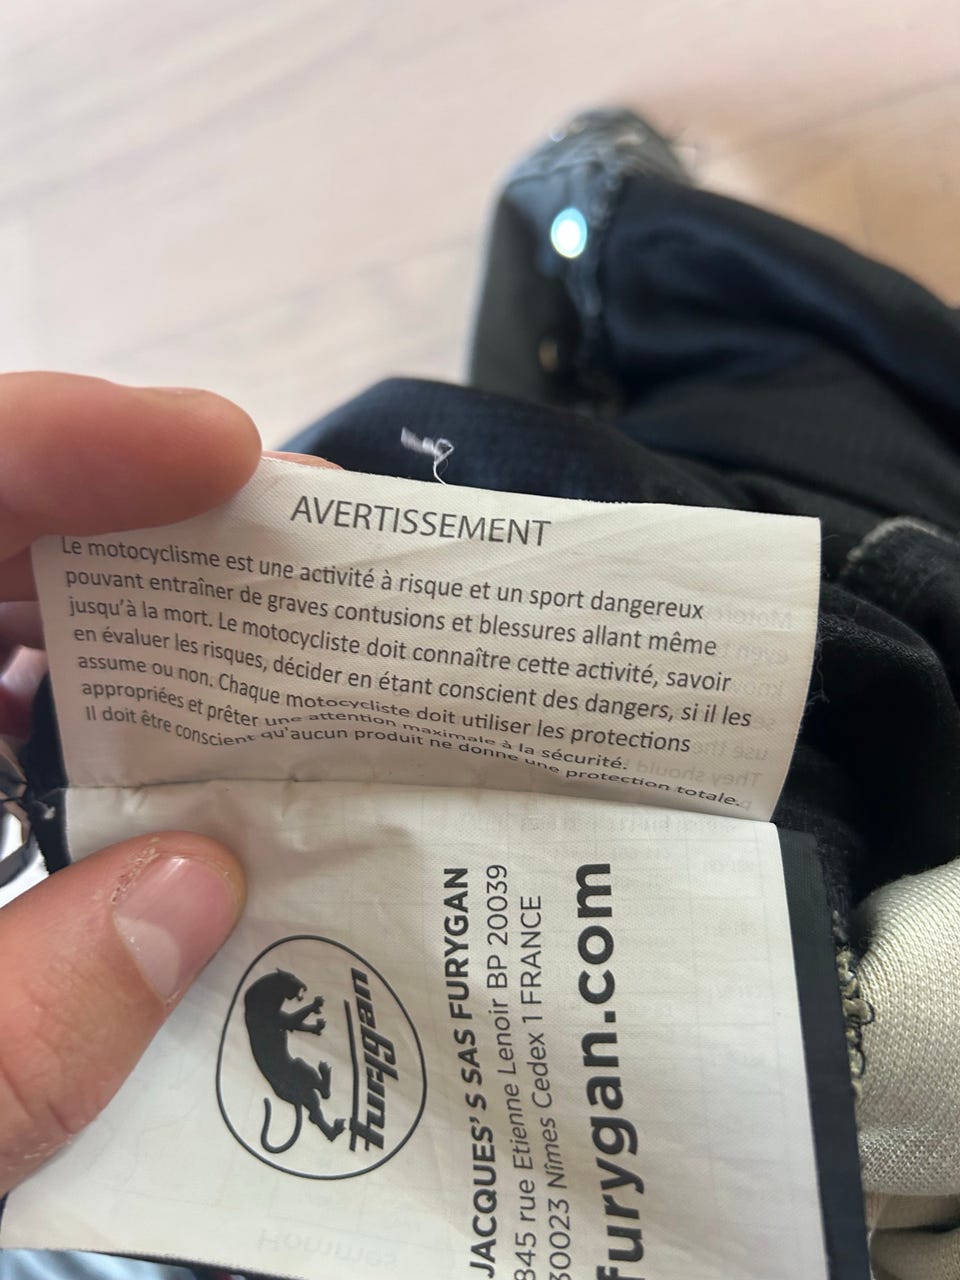 AVERTISSEMENT
Le motocyclisme est une activité à risque et un sport dangereux
pouvant entraîner de graves contusions et blessures allant même
jusqu'à la mort. Le motocycliste doit connaître cette activité, savoir
en évaluer les risques, décider en étant conscient des dangers, si il les
assume ou non. Chaque motocycliste doit utiliser les protections
appropriées et prêter une attention maximale à la sécurité.
Il doit être conscient qu'aucun produit ne donne une protection totale.
furygan
JACQUES'S SAS FURYGAN
845 rue Etienne Lenoir BP 20039
30023 Nîmes Cedex 1 FRANCE
furygan.com